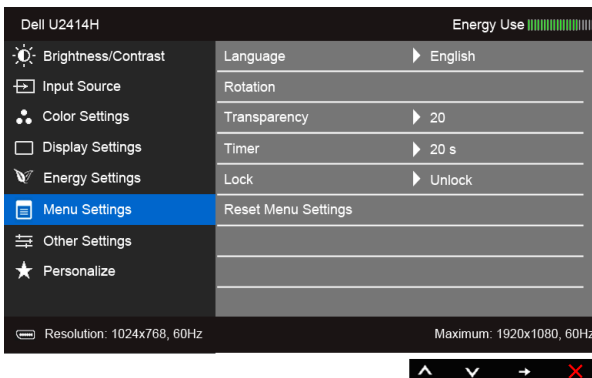 Dell U2414H Energy Use
Brightness/Contrast Language English
Input Source Rotation
Color Settings Transparency 20
Display Settings Timer 20 s
Energy Settings Lock Unlock
Menu Settings Reset Menu Settings
Other Settings
Personalize
Resolution: 1024x768, 60Hz Maximum: 1920x1080, 60Hz